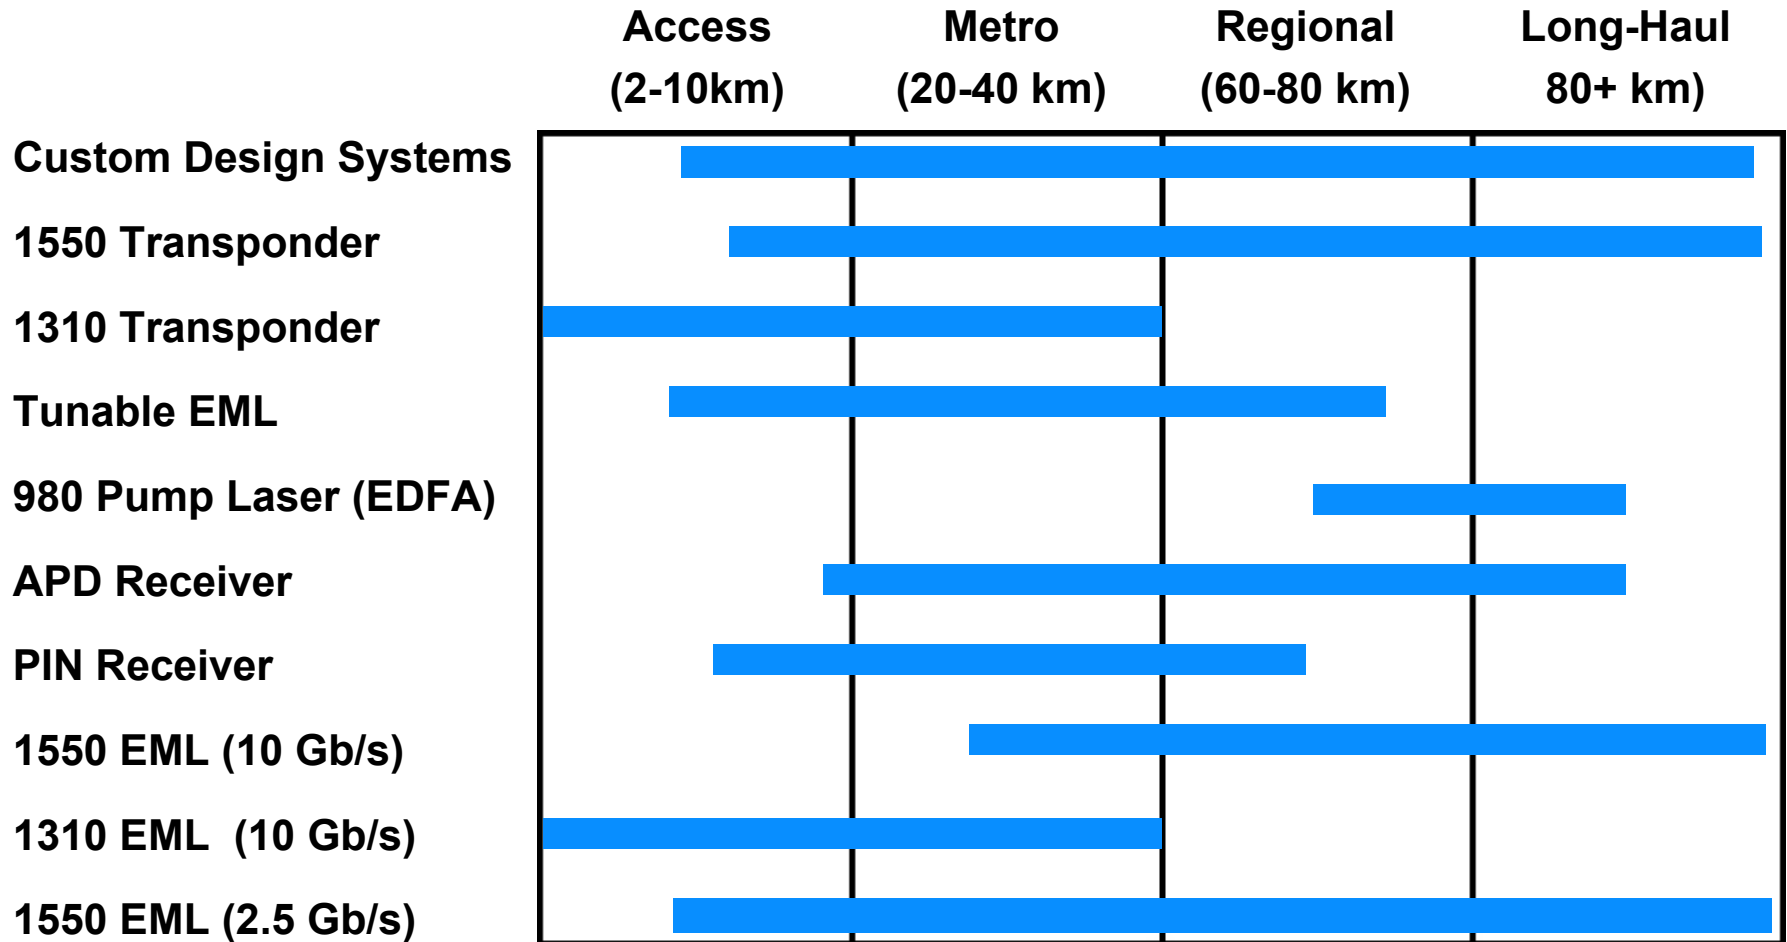 Access Metro Regional Long-Haul
(2-10km) (20-40 km) (60-80 km) 80+ km)
Custom Design Systems
1550 Transponder
1310 Transponder
Tunable EML
980 Pump Laser (EDFA)
APD Receiver
PIN Receiver
1550 EML (10 Gb/s)
1310 EML (10 Gb/s)
1550 EML (2.5 Gb/s)